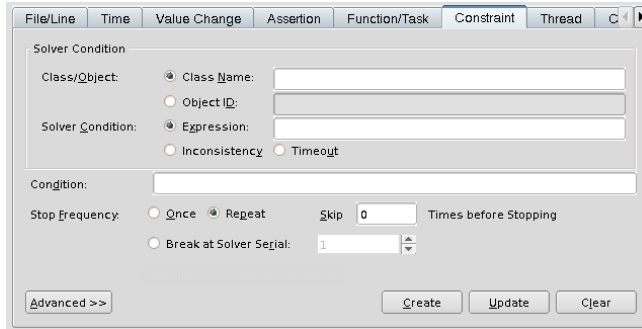 File/Line Time Value Change Assertion Function/Task Constraint Thread C
Solver Condition
Class/Object: Class Name:
Object ID:
Solver Condition: Expression:
Inconsistency Timeout
Condition:
Stop Frequency: Once Repeat Skip 0 Times before Stopping
Break at Solver Serial: 1
Advanced >> Create Update Clear